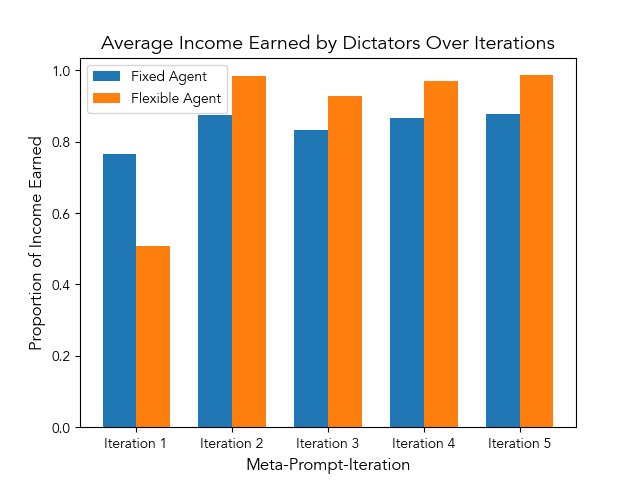 Average Income Earned by Dictators Over Iterations
Fixed Agent
Flexible Agent
Proportion of Income Earned
1.0
0.8
0.6
0.4
0.2
0.0
Iteration 1
Iteration 2
Iteration 3
Iteration 4
Iteration 5
Meta-Prompt-Iteration